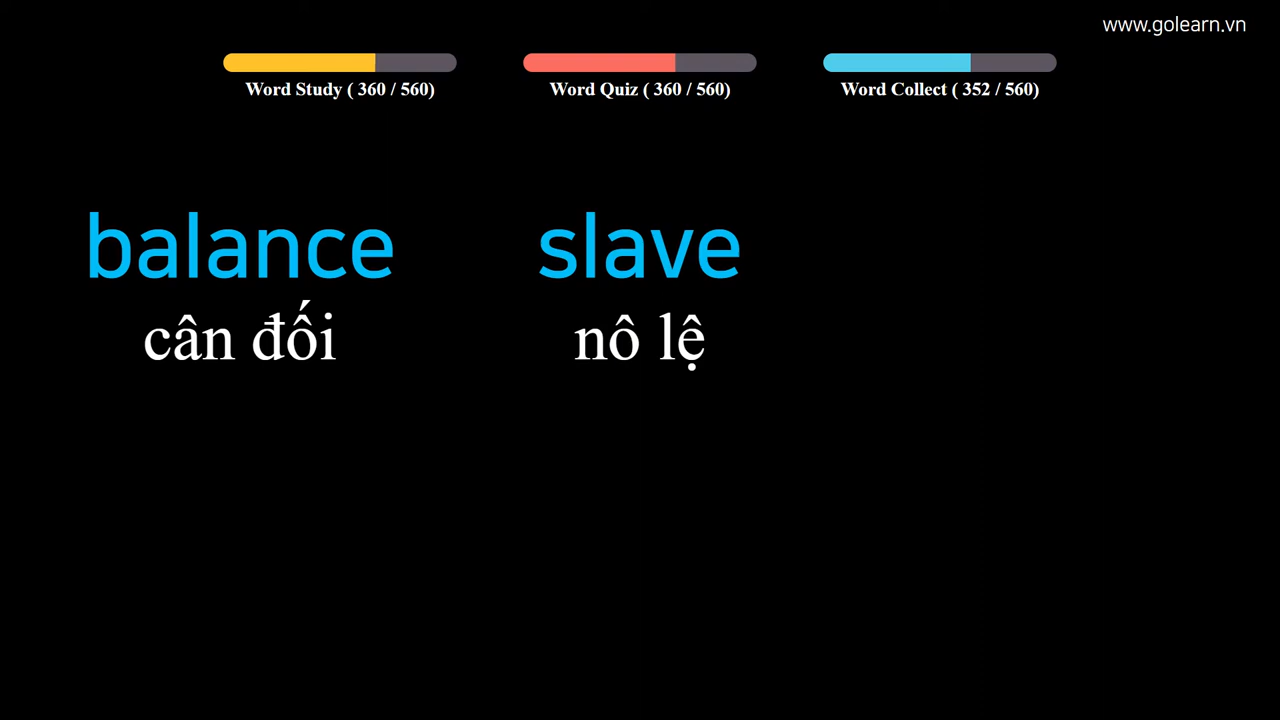 www.golearn.vn
Word Study ( 360 / 560)
Word Quiz ( 360 / 560)
Word Collect ( 352 / 560)
balance
cân đối
slave
nô lệ